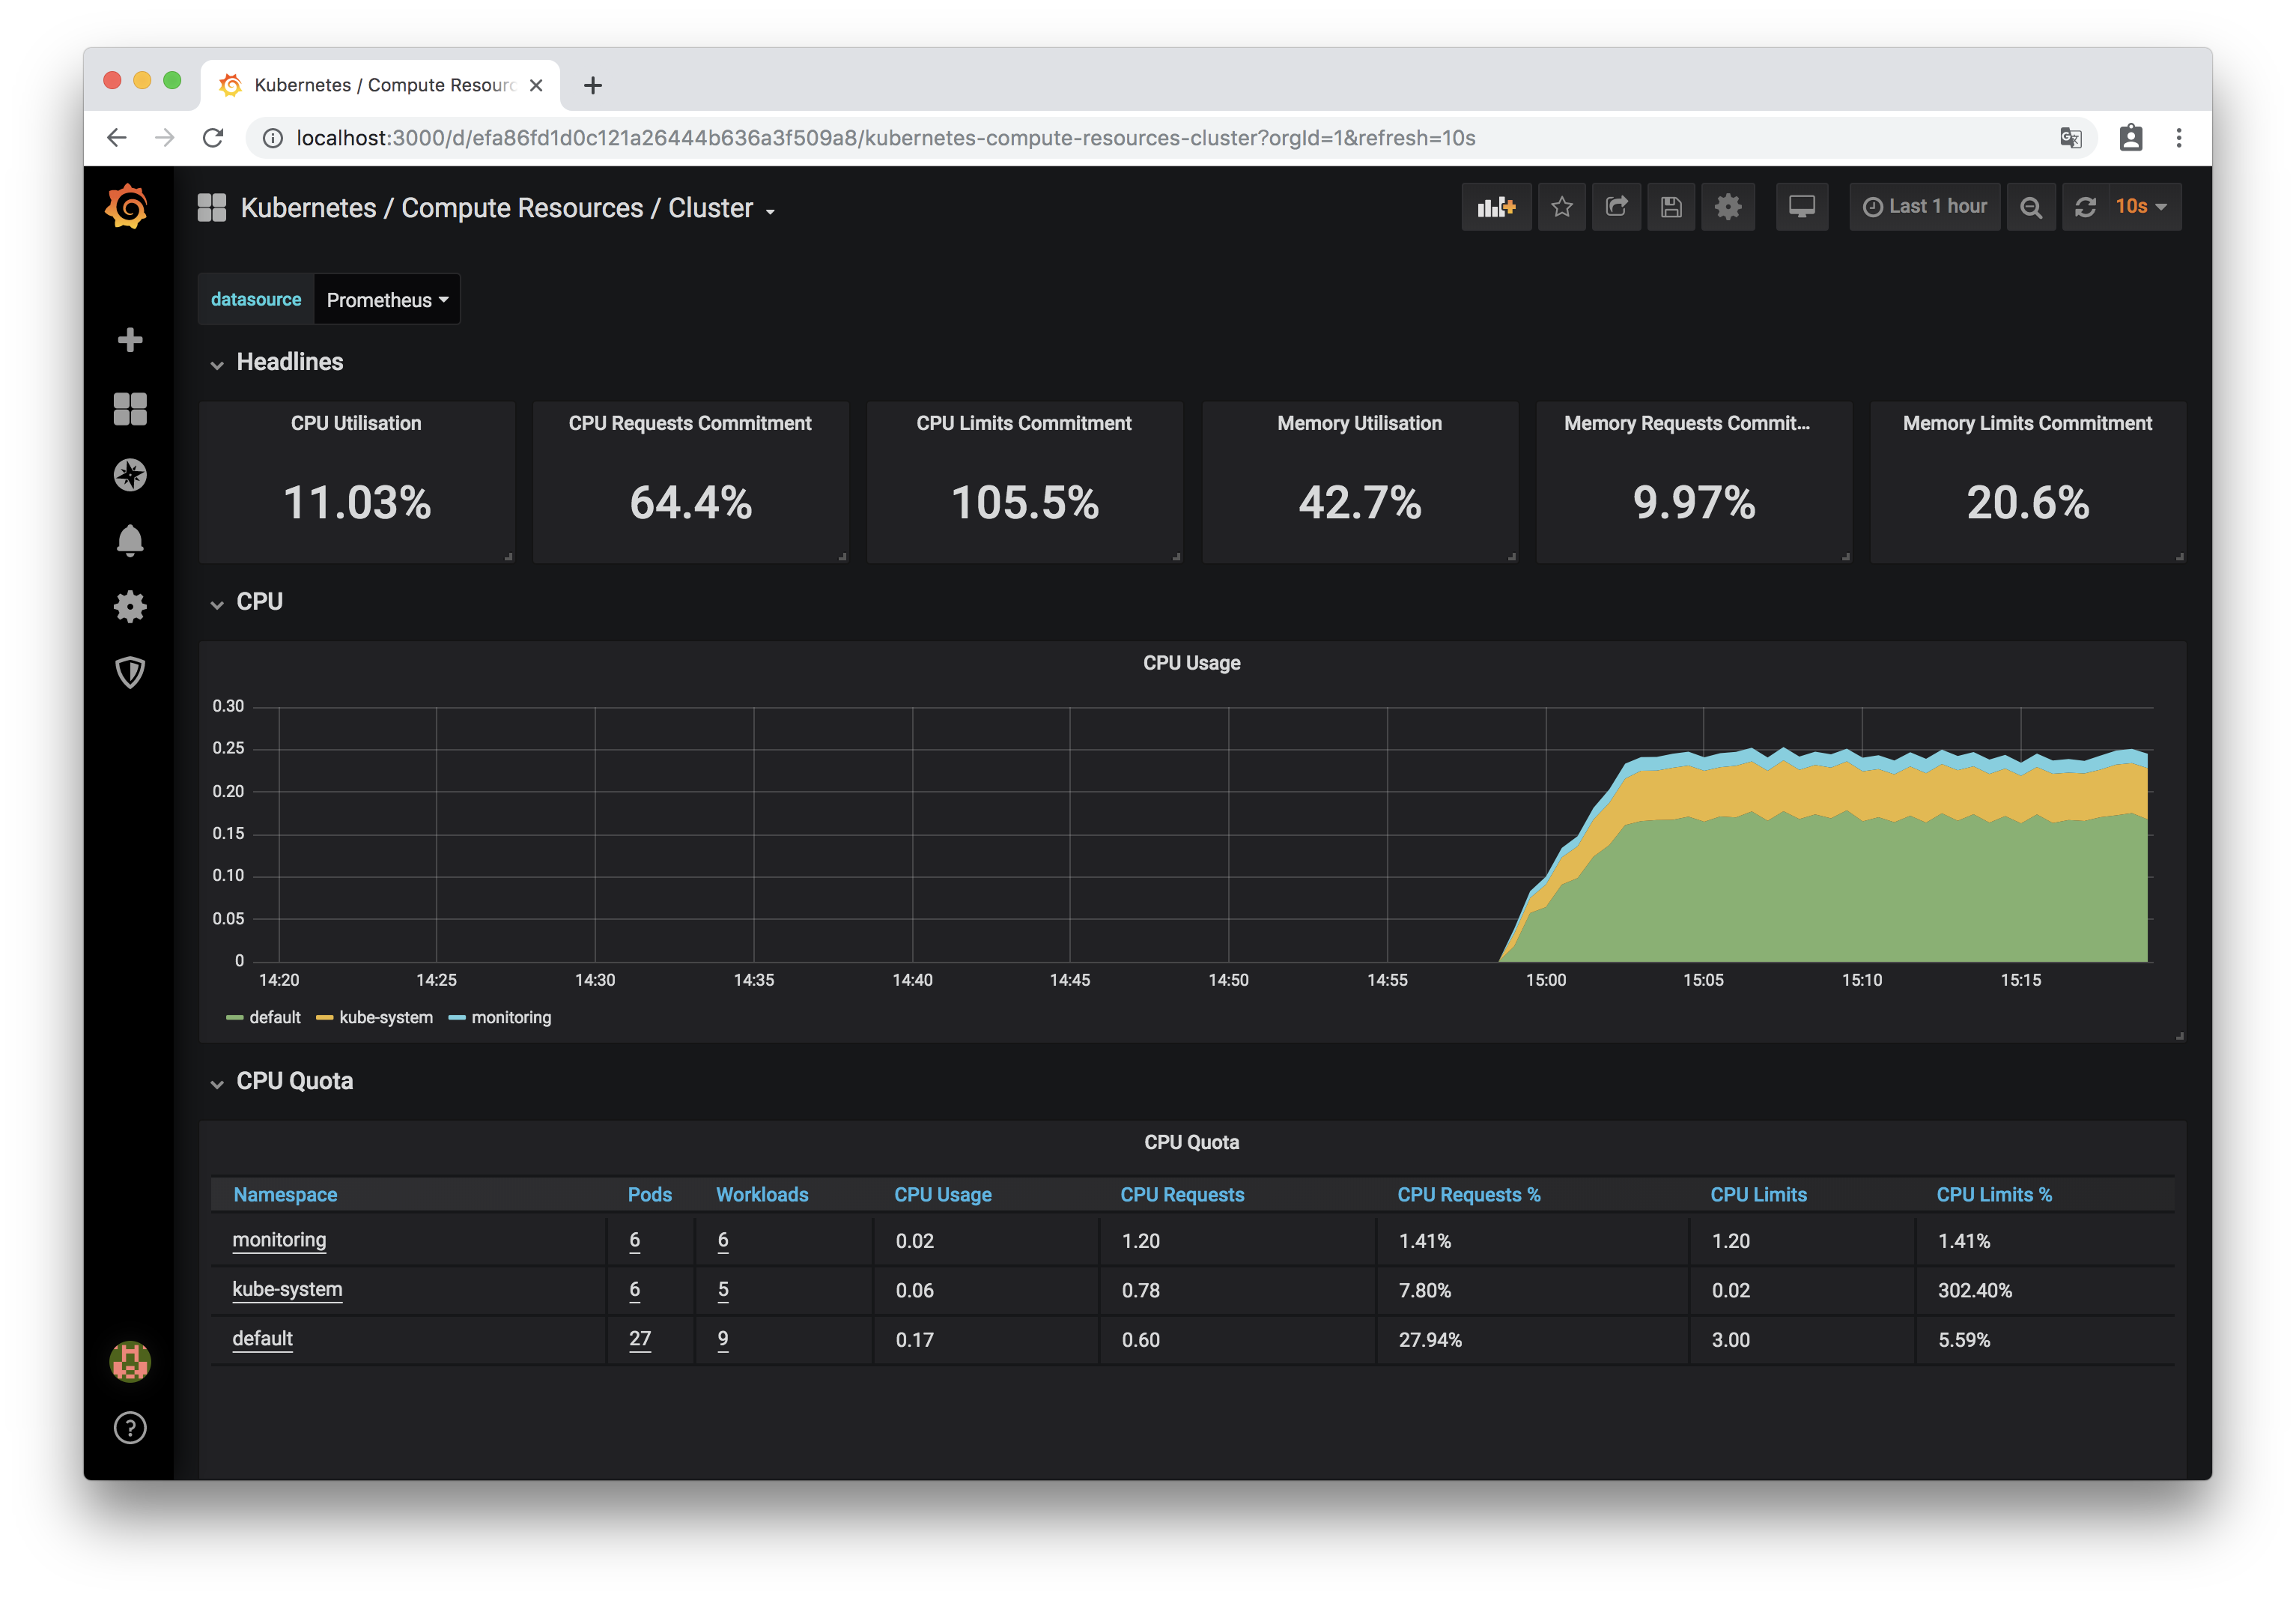 Kubernetes / Compute Resourc
localhost:3000/d/efa86fd1d0c121a26444b636a3f509a8/kubernetes-compute-resources-cluster?orgId=1&refresh=10s
Kubernetes / Compute Resources / Cluster
Last 1 hour
10s
datasource Prometheus
Headlines
CPU Utilisation
11.03%
CPU Requests Commitment
64.4%
CPU Limits Commitment
105.5%
Memory Utilisation
42.7%
Memory Requests Commit...
9.97%
Memory Limits Commitment
20.6%
CPU
CPU Usage
0.30
0.25
0.20
0.15
0.10
0.05
0
14:20 14:25 14:30 14:35 14:40 14:45 14:50 14:55 15:00 15:05 15:10 15:15
default kube-system monitoring
CPU Quota
CPU Quota
Namespace Pods Workloads CPU Usage CPU Requests CPU Requests % CPU Limits CPU Limits %
monitoring 6 6 0.02 1.20 1.41% 1.20 1.41%
kube-system 6 5 0.06 0.78 7.80% 0.02 302.40%
default 27 9 0.17 0.60 27.94% 3.00 5.59%